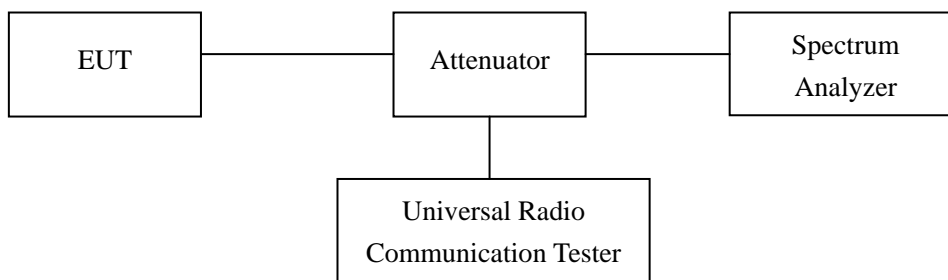 EUT
Attenuator
Spectrum
Analyzer
Universal Radio
Communication Tester